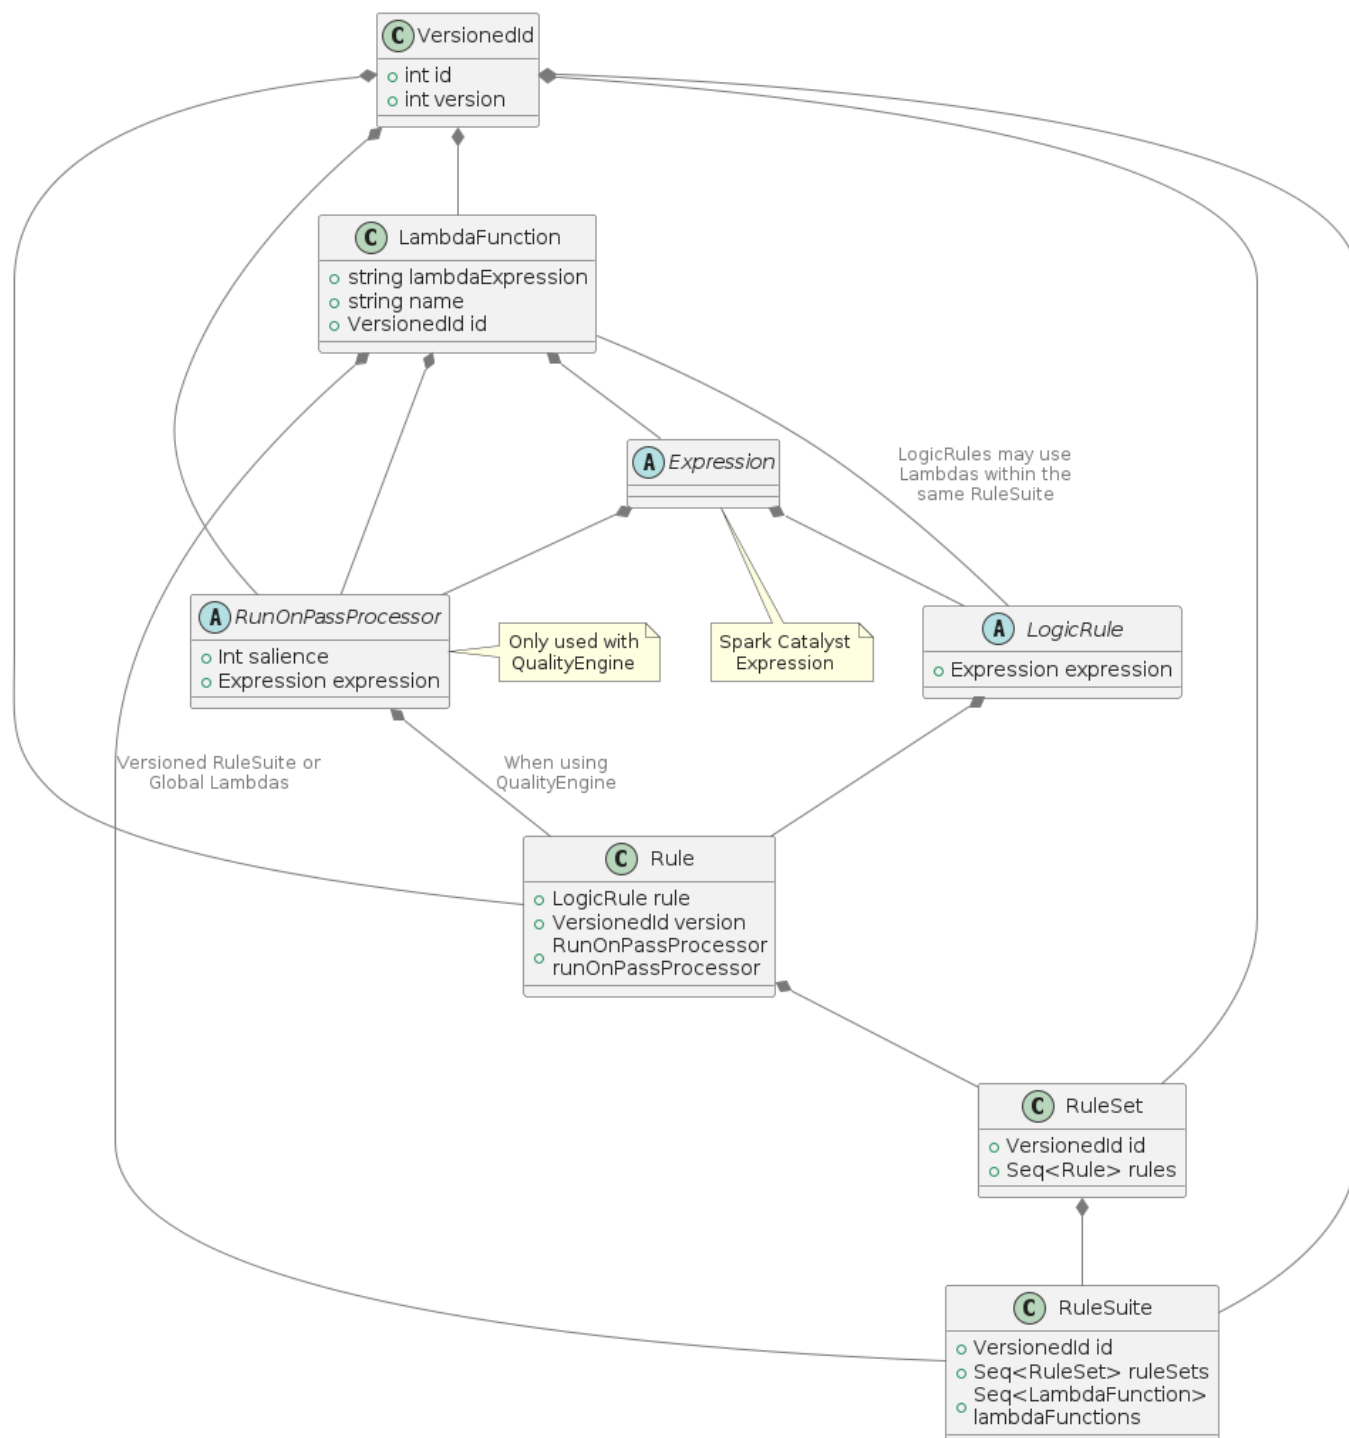 C VersionedId
int id
int version
C LambdaFunction
string lambdaExpression
string name
VersionedId id
A Expression
LogicRules may use
Lambdas within the
same RuleSuite
A RunOnPassProcessor
Int salience
Expression expression
Only used with
QualityEngine
Spark Catalyst
Expression
A LogicRule
Expression expression
Versioned RuleSuite or
Global Lambdas
When using
QualityEngine
C Rule
LogicRule rule
VersionedId version
RunOnPassProcessor
runOnPassProcessor
C RuleSet
VersionedId id
Seq<Rule> rules
C RuleSuite
VersionedId id
Seq<RuleSet> ruleSets
Seq<LambdaFunction>
lambdaFunctions